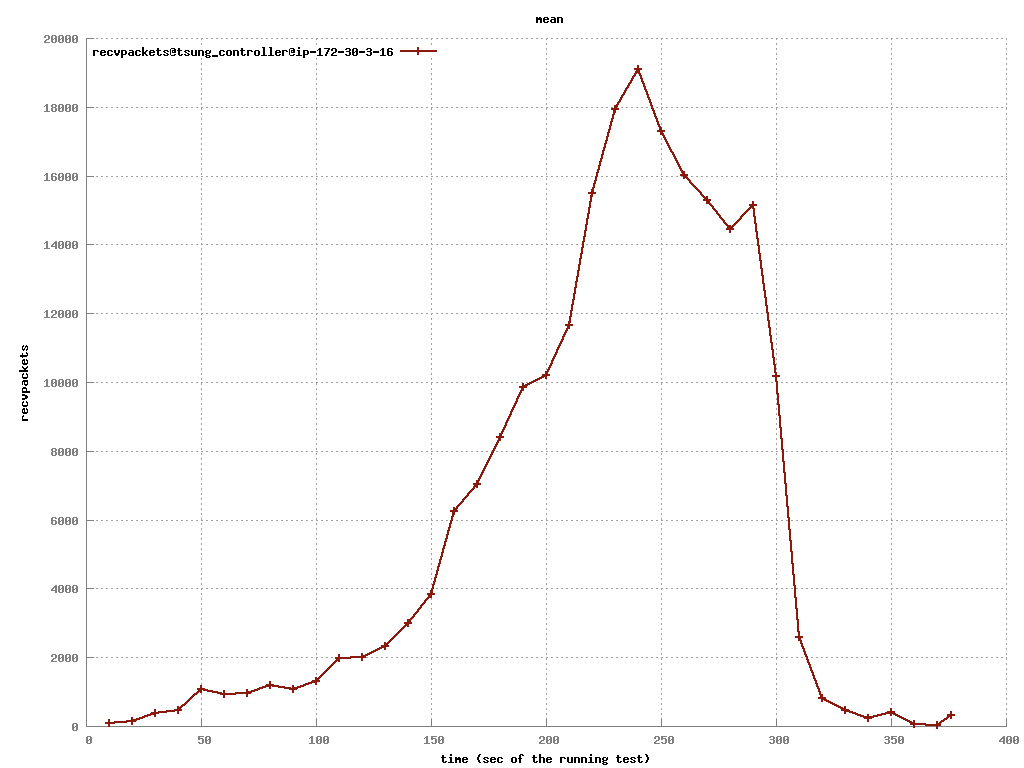 mean
20000
recvpackets@tsung_controller@ip-172-30-3-16
18000
16000
14000
12000
recvpackets
10000
8000
6000
4000
2000
0
0 50 100 150 200 250 300 350 400
time (sec of the running test)